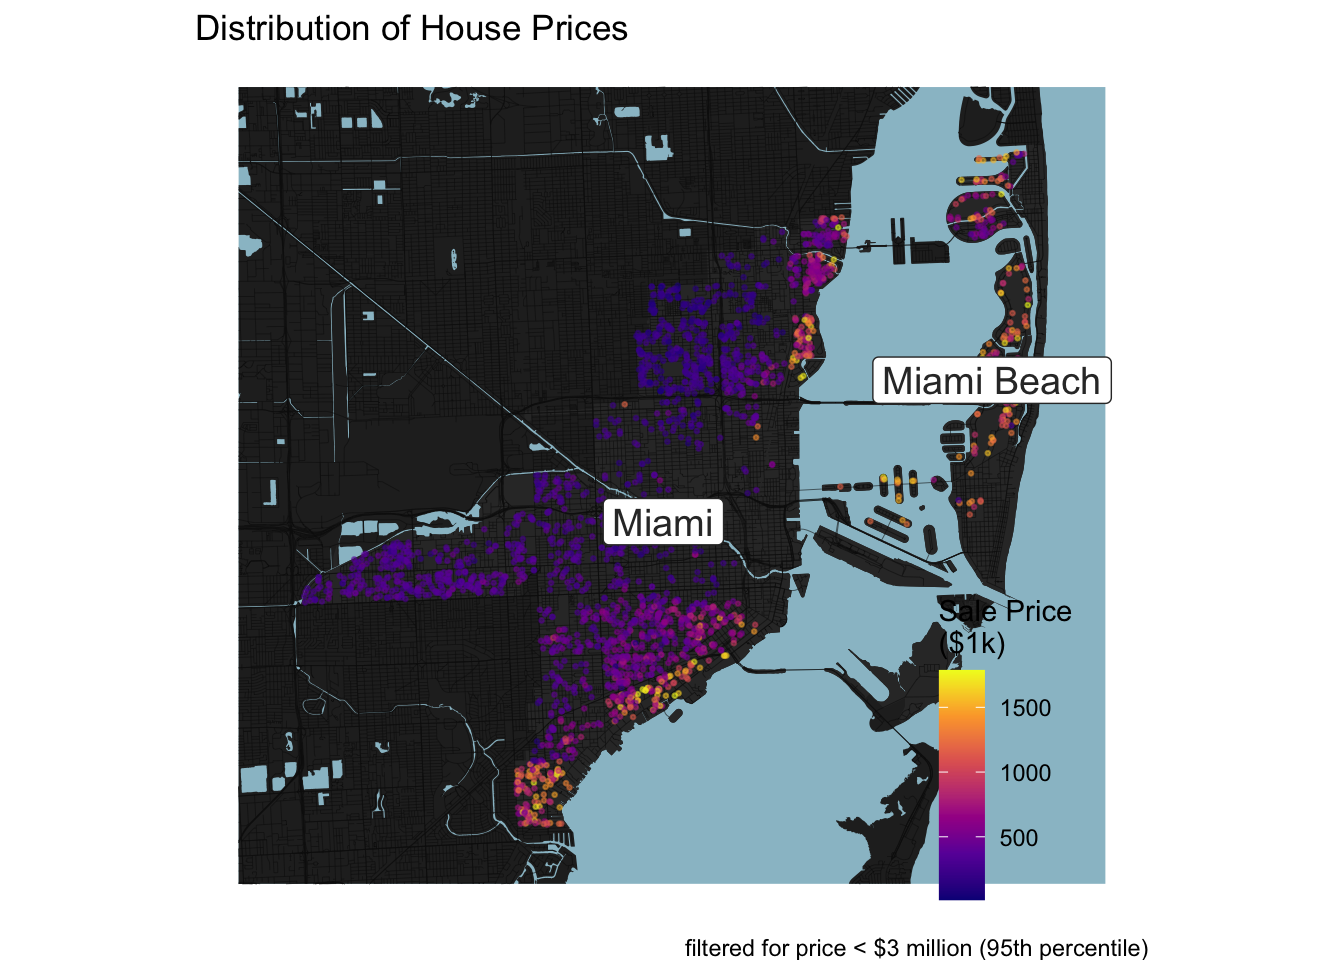 Distribution of House Prices
Miami Beach
Miami
Sale Price
($1k)
1500
1000
500
filtered for price < $3 million (95th percentile)